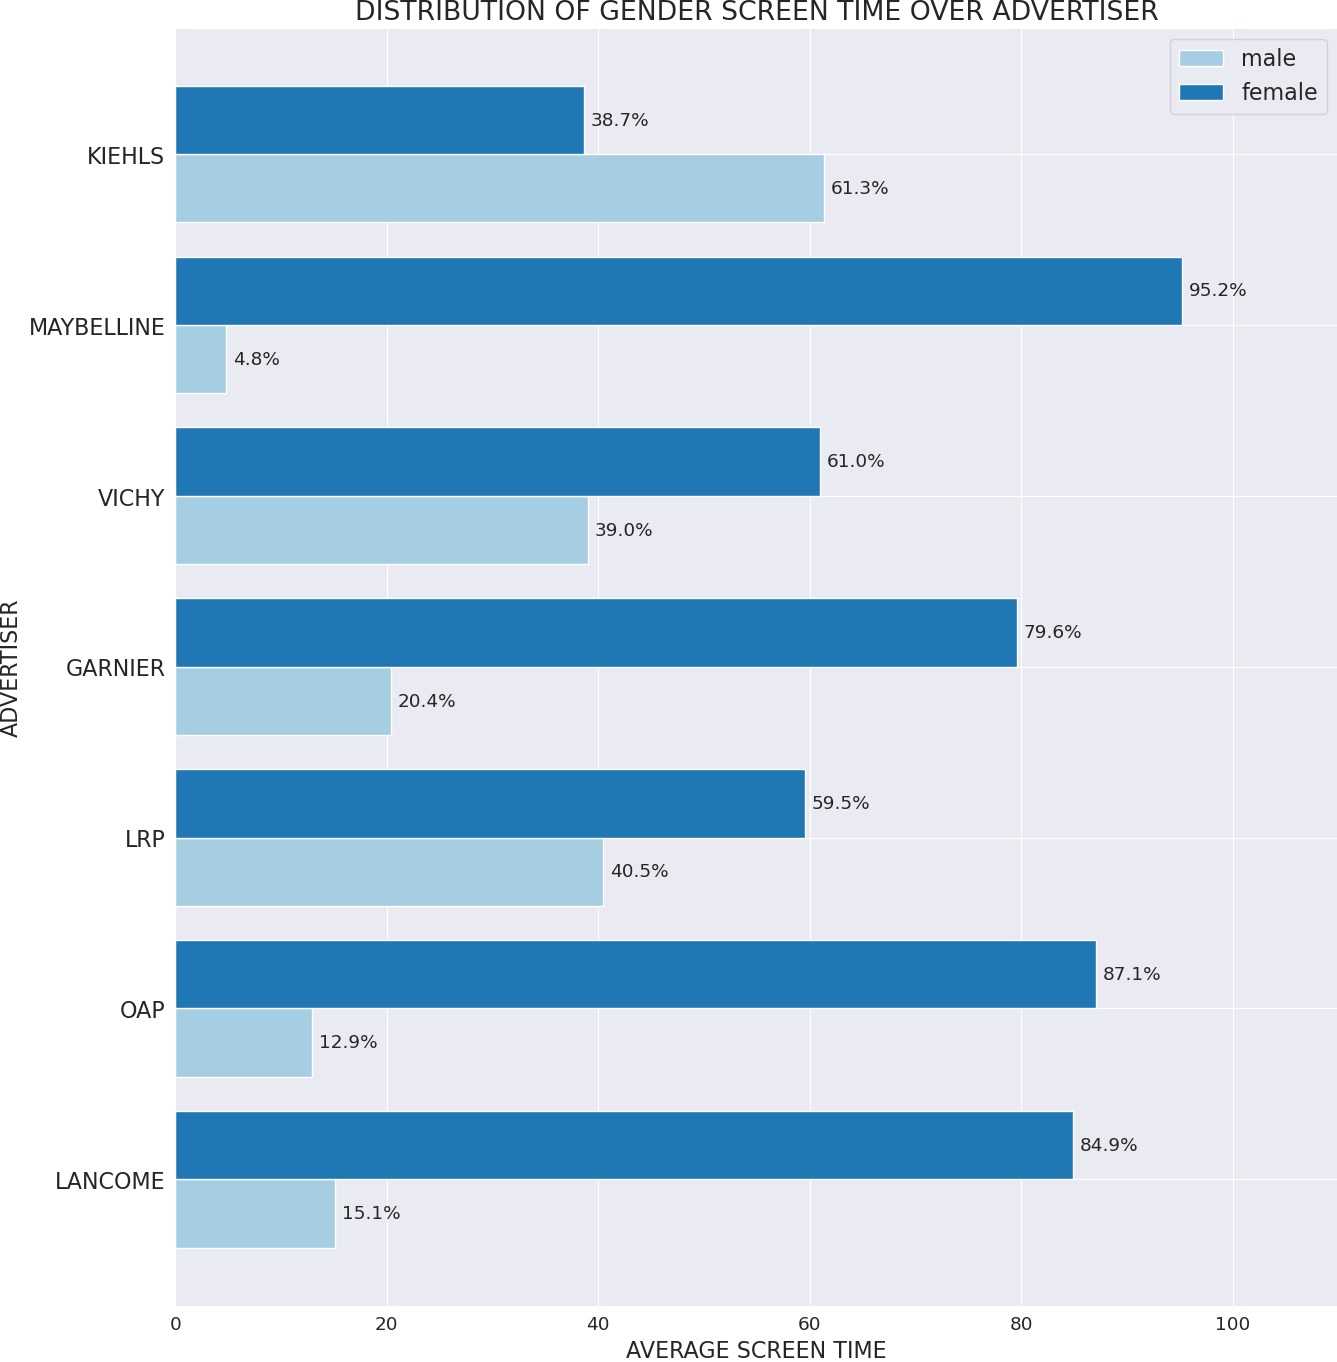 DISTRIBUTION OF GENDER SCREEN TIME OVER ADVERTISER
male
female
KIEHLS
38.7%
61.3%
MAYBELLINE
95.2%
4.8%
VICHY
61.0%
39.0%
GARNIER
79.6%
20.4%
LRP
59.5%
40.5%
OAP
87.1%
12.9%
LANCOME
84.9%
15.1%
ADVERTISER
0 20 40 60 80 100
AVERAGE SCREEN TIME